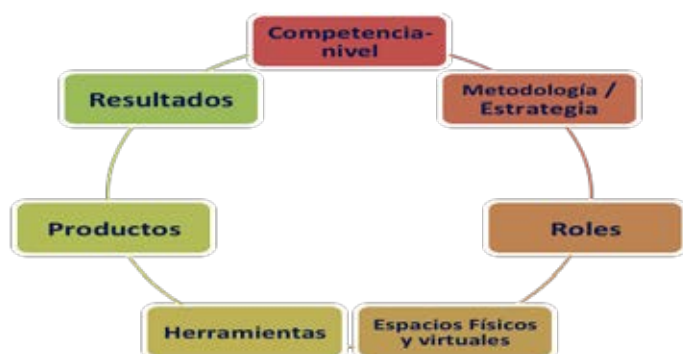 Competencia-
nivel
Metodología /
Estrategia
Roles
Espacios Físicos
y virtuales
Herramientas
Productos
Resultados